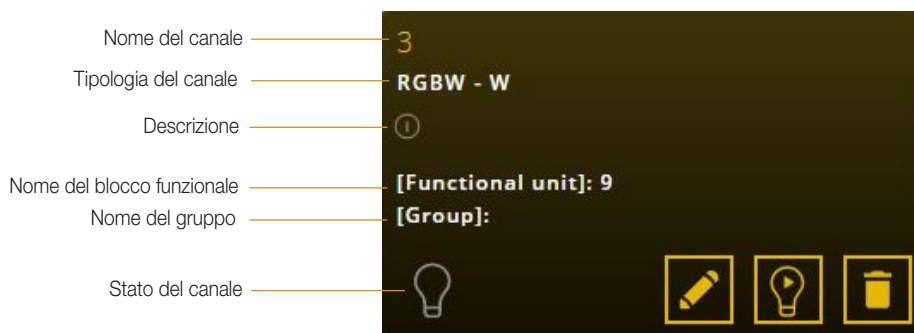 Nome del canale
3
Tipologia del canale
RGBW - W
Descrizione
Nome del blocco funzionale
[Functional unit]: 9
Nome del gruppo
[Group]:
Stato del canale